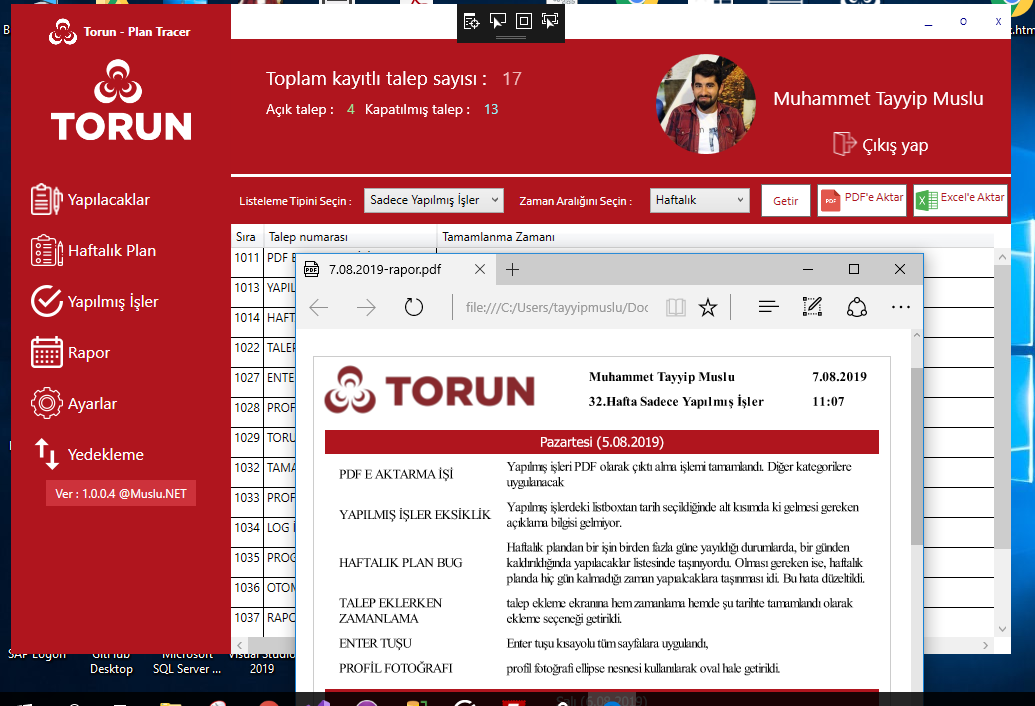 Torun - Plan Tracer
TORUN
Yapılacaklar
Haftalık Plan
Yapılmış İşler
Rapor
Ayarlar
Yedekleme
Ver : 1.0.0.4 @Muslu.NET
_ o x
Toplam kayıtlı talep sayısı : 17
Açık talep : 4 Kapatılmış talep : 13
Muhammet Tayyip Muslu
Çıkış yap
Listeleme Tipini Seçin : Sadece Yapılmış İşler Zaman Aralığını Seçin : Haftalık Getir PDF'e Aktar Excel'e Aktar
Sıra Talep numarası Tamamlanma Zamanı
1011 PDF E
1013 YAPIL
1014 HAFT
1022 TALEP
1027 ENTE
1028 PROF
1029 TORU
1032 TAMA
1033 PROF
1034 LOG İ
1035 PROG
1036 OTOM
1037 RAPO
7.08.2019-rapor.pdf
file:///C:/Users/tayyipmuslu/Doc
TORUN
Muhammet Tayyip Muslu 7.08.2019
32.Hafta Sadece Yapılmış İşler 11:07
Pazartesi (5.08.2019)
PDF E AKTARMA İŞİ
Yapılmış işleri PDF olarak çıktı alma işlemi tamamlandı. Diğer kategorilere
uygulanacak
YAPILMIŞ İŞLER EKSİKLİK
Yapılmış işlerdeki listboxtan tarih seçildiğinde alt kısımda ki gelmesi gereken
açıklama bilgisi gelmiyor.
HAFTALIK PLAN BUG
Haftalık plandan bir işin birden fazla güne yayıldığı durumlarda, bir günden
kaldırıldığında yapılacaklar listesinde taşınıyordu. Olması gereken ise, haftalık
planda hiç gün kalmadığı zaman yapalcaklara taşınması idi. Bu hata düzeltildi.
TALEP EKLERKEN
ZAMANLAMA
talep ekleme ekranına hem zamanlama hemde şu tarihte tamamlandı olarak
ekleme seçeneği getirildi.
ENTER TUŞU
Enter tuşu kısayolu tüm sayfalara uygulandı,
PROFİL FOTOĞRAFI
profil fotoğrafı ellipse nesnesi kullanılarak oval hale getirildi.
Salı (6.08.2019)
SAP Logon
GitHub
Desktop
Microsoft
SQL Server ...
Visual Studio
2019